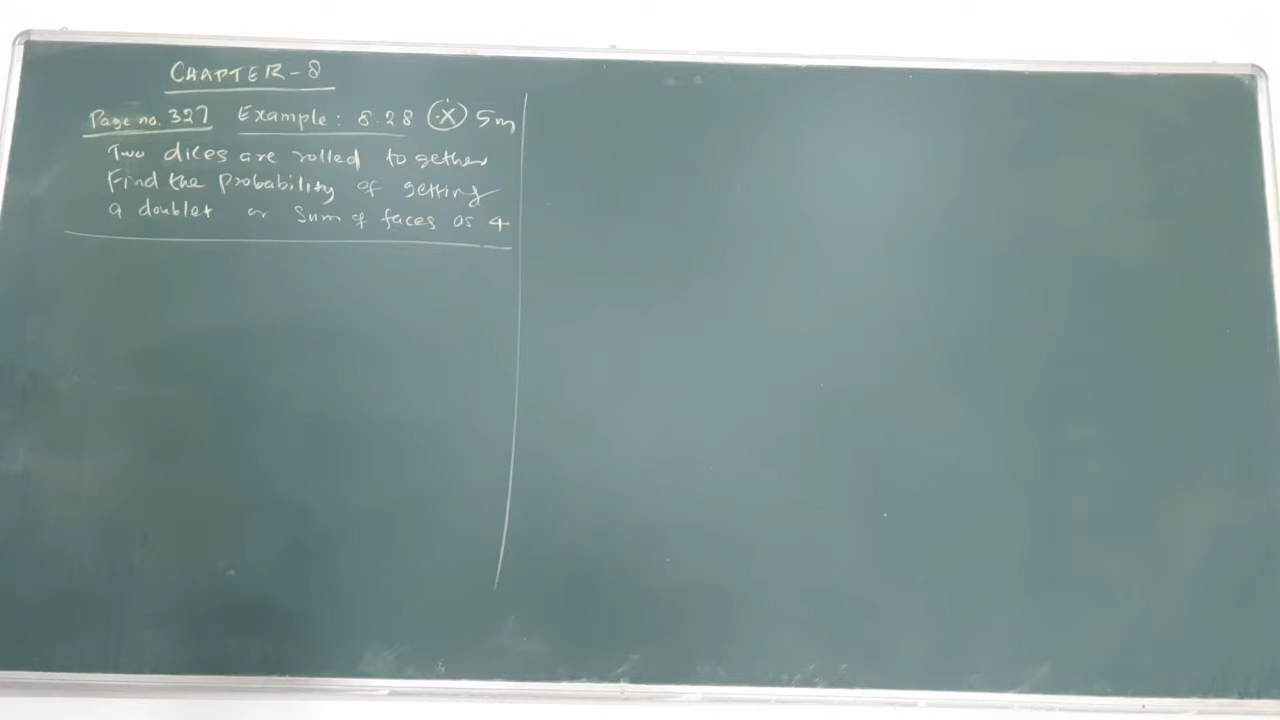 CHAPTER - 8
Page no. 327 Example: 8.28 X 5m
Two dices are rolled together
Find the probability of getting
a doublet or sum of faces as 4